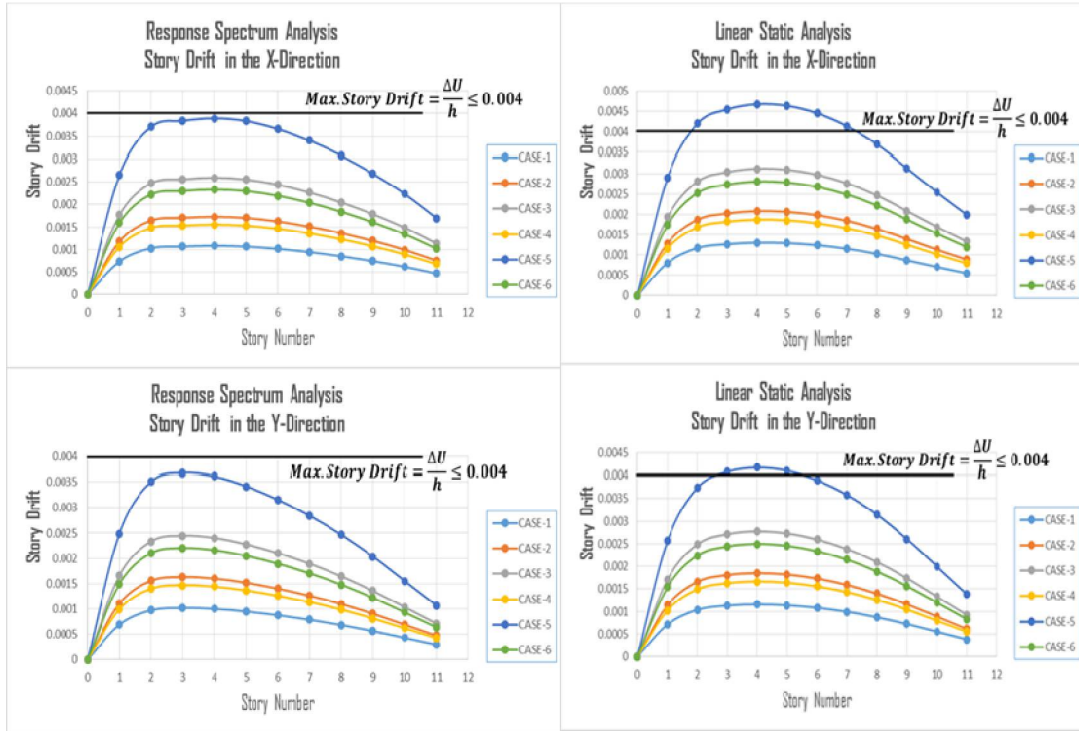 Response Spectrum Analysis
Story Drift in the X-Direction
0.0045
0.004
0.0035
0.003
0.0025
0.002
0.0015
0.001
0.0005
0
Story Drift
Max.Story Drift = ΔU/h ≤ 0.004
0 1 2 3 4 5 6 7 8 9 10 11 12
Story Number
CASE-1
CASE-2
CASE-3
CASE-4
CASE-5
CASE-6
Linear Static Analysis
Story Drift in the X-Direction
0.005
0.0045
0.004
0.0035
0.003
0.0025
0.002
0.0015
0.001
0.0005
0
Story Drift
Max.Story Drift = ΔU/h ≤ 0.004
0 1 2 3 4 5 6 7 8 9 10 11 12
Story Number
CASE-1
CASE-2
CASE-3
CASE-4
CASE-5
CASE-6
Response Spectrum Analysis
Story Drift in the Y-Direction
0.004
0.0035
0.003
0.0025
0.002
0.0015
0.001
0.0005
0
Story Drift
Max.Story Drift = ΔU/h ≤ 0.004
0 1 2 3 4 5 6 7 8 9 10 11 12
Story Number
CASE-1
CASE-2
CASE-3
CASE-4
CASE-5
CASE-6
Linear Static Analysis
Story Drift in the Y-Direction
0.0045
0.004
0.0035
0.003
0.0025
0.002
0.0015
0.001
0.0005
0
Story Drift
Max.Story Drift = ΔU/h ≤ 0.004
0 1 2 3 4 5 6 7 8 9 10 11 12
Story Number
CASE-1
CASE-2
CASE-3
CASE-4
CASE-5
CASE-6